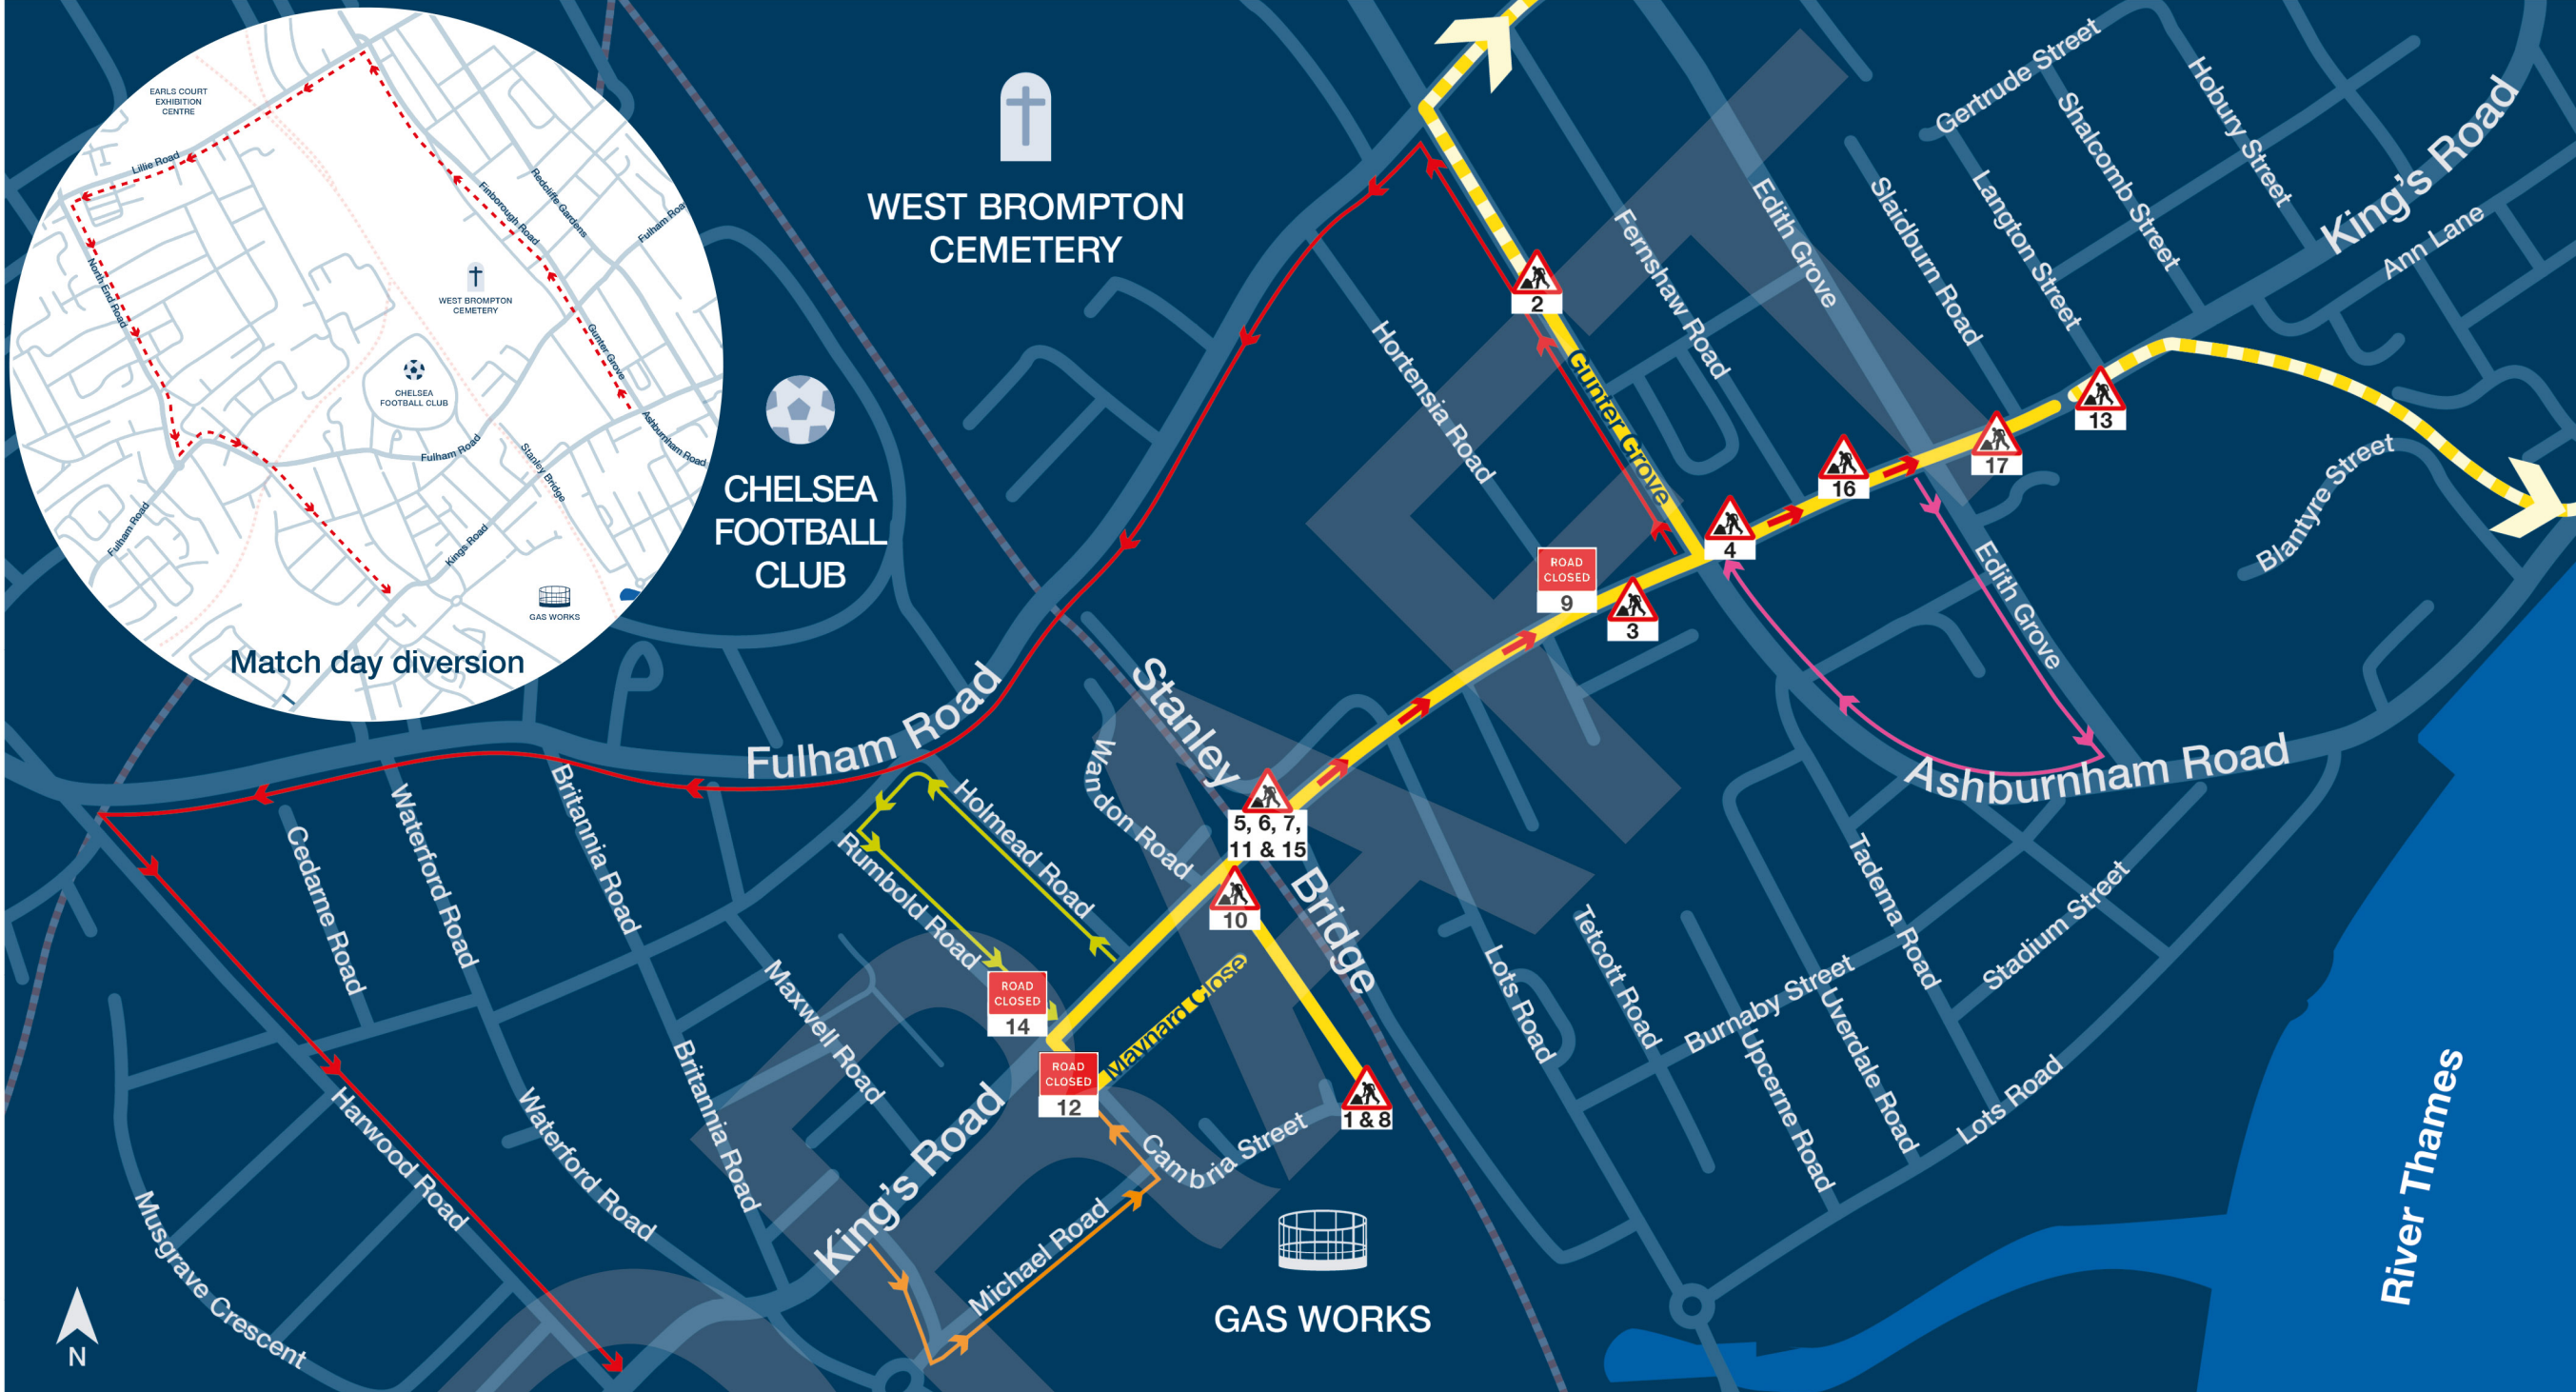 EARLS COURT
EXHIBITION
CENTRE
Lillie Road
North End Road
Finborough Road
Redcliffe Gardens
Fulham Roa
WEST BROMPTON
CEMETERY
Gunter Grove
CHELSEA
FOOTBALL CLUB
Fulham Road
Stanley Bridge
Ashburnham Road
Fulham Road
Kings Road
GAS WORKS
Match day diversion
WEST BROMPTON
CEMETERY
CHELSEA
FOOTBALL
CLUB
Gertrude Street
Hobury Street
Shalcomb Street
King's Road
Ann Lane
Edith Grove
Slaidburn Road
Langton Street
Fernshaw Road
Hortensia Road
Gunter Grove
2
13
17
16
4
ROAD
CLOSED
9
3
Blantyre Street
Edith Grove
Ashburnham Road
Fulham Road
Stanley
Bridge
Wandon Road
5, 6, 7,
11 & 15
10
Holmead Road
Rumbold Road
ROAD
CLOSED
14
ROAD
CLOSED
12
Maynard Close
1 & 8
Cambria Street
Michael Road
King's Road
Cedarne Road
Waterford Road
Britannia Road
Maxwell Road
Britannia Road
Waterford Road
Harwood Road
Musgrave Crescent
N
GAS WORKS
Lots Road
Tetcott Road
Burnaby Street
Tadema Road
Stadium Street
Uverdale Road
Upcerne Road
Lots Road
River Thames